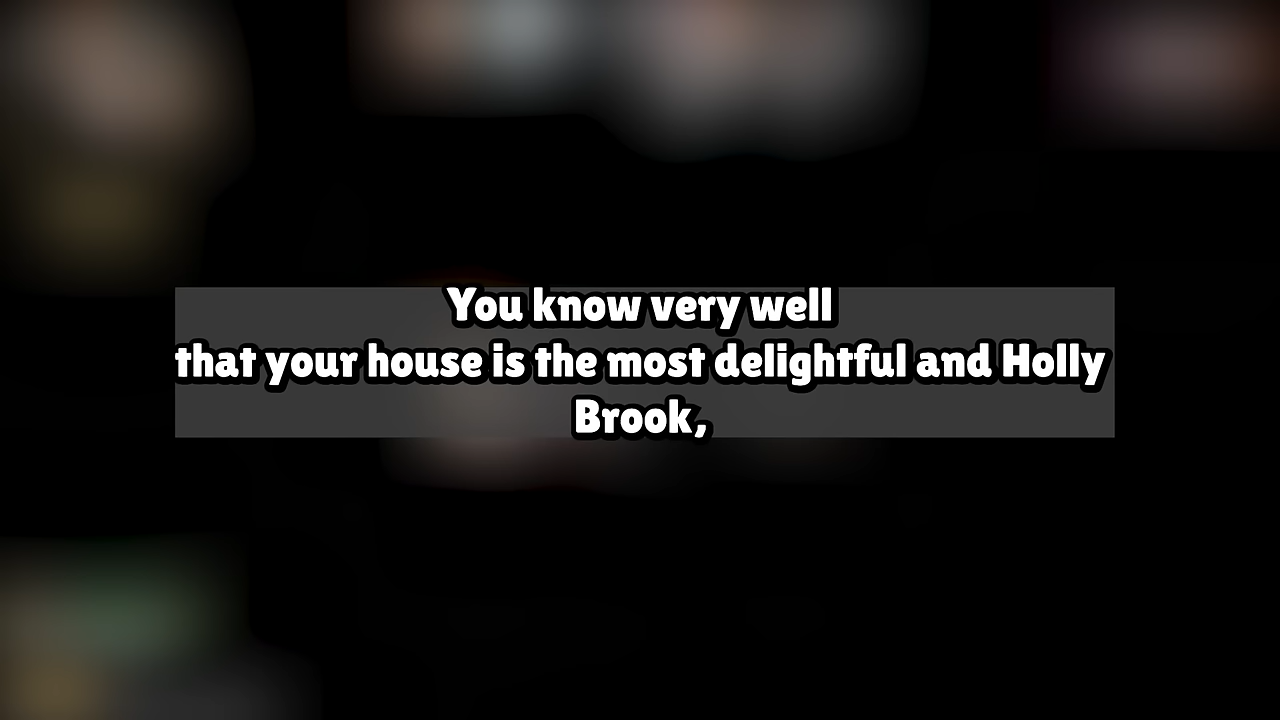 You know very well
that your house is the most delightful and Holly
Brook,